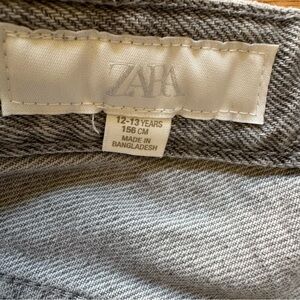 ZARA
12-13 YEARS
156 CM
MADE IN
BANGLADESH